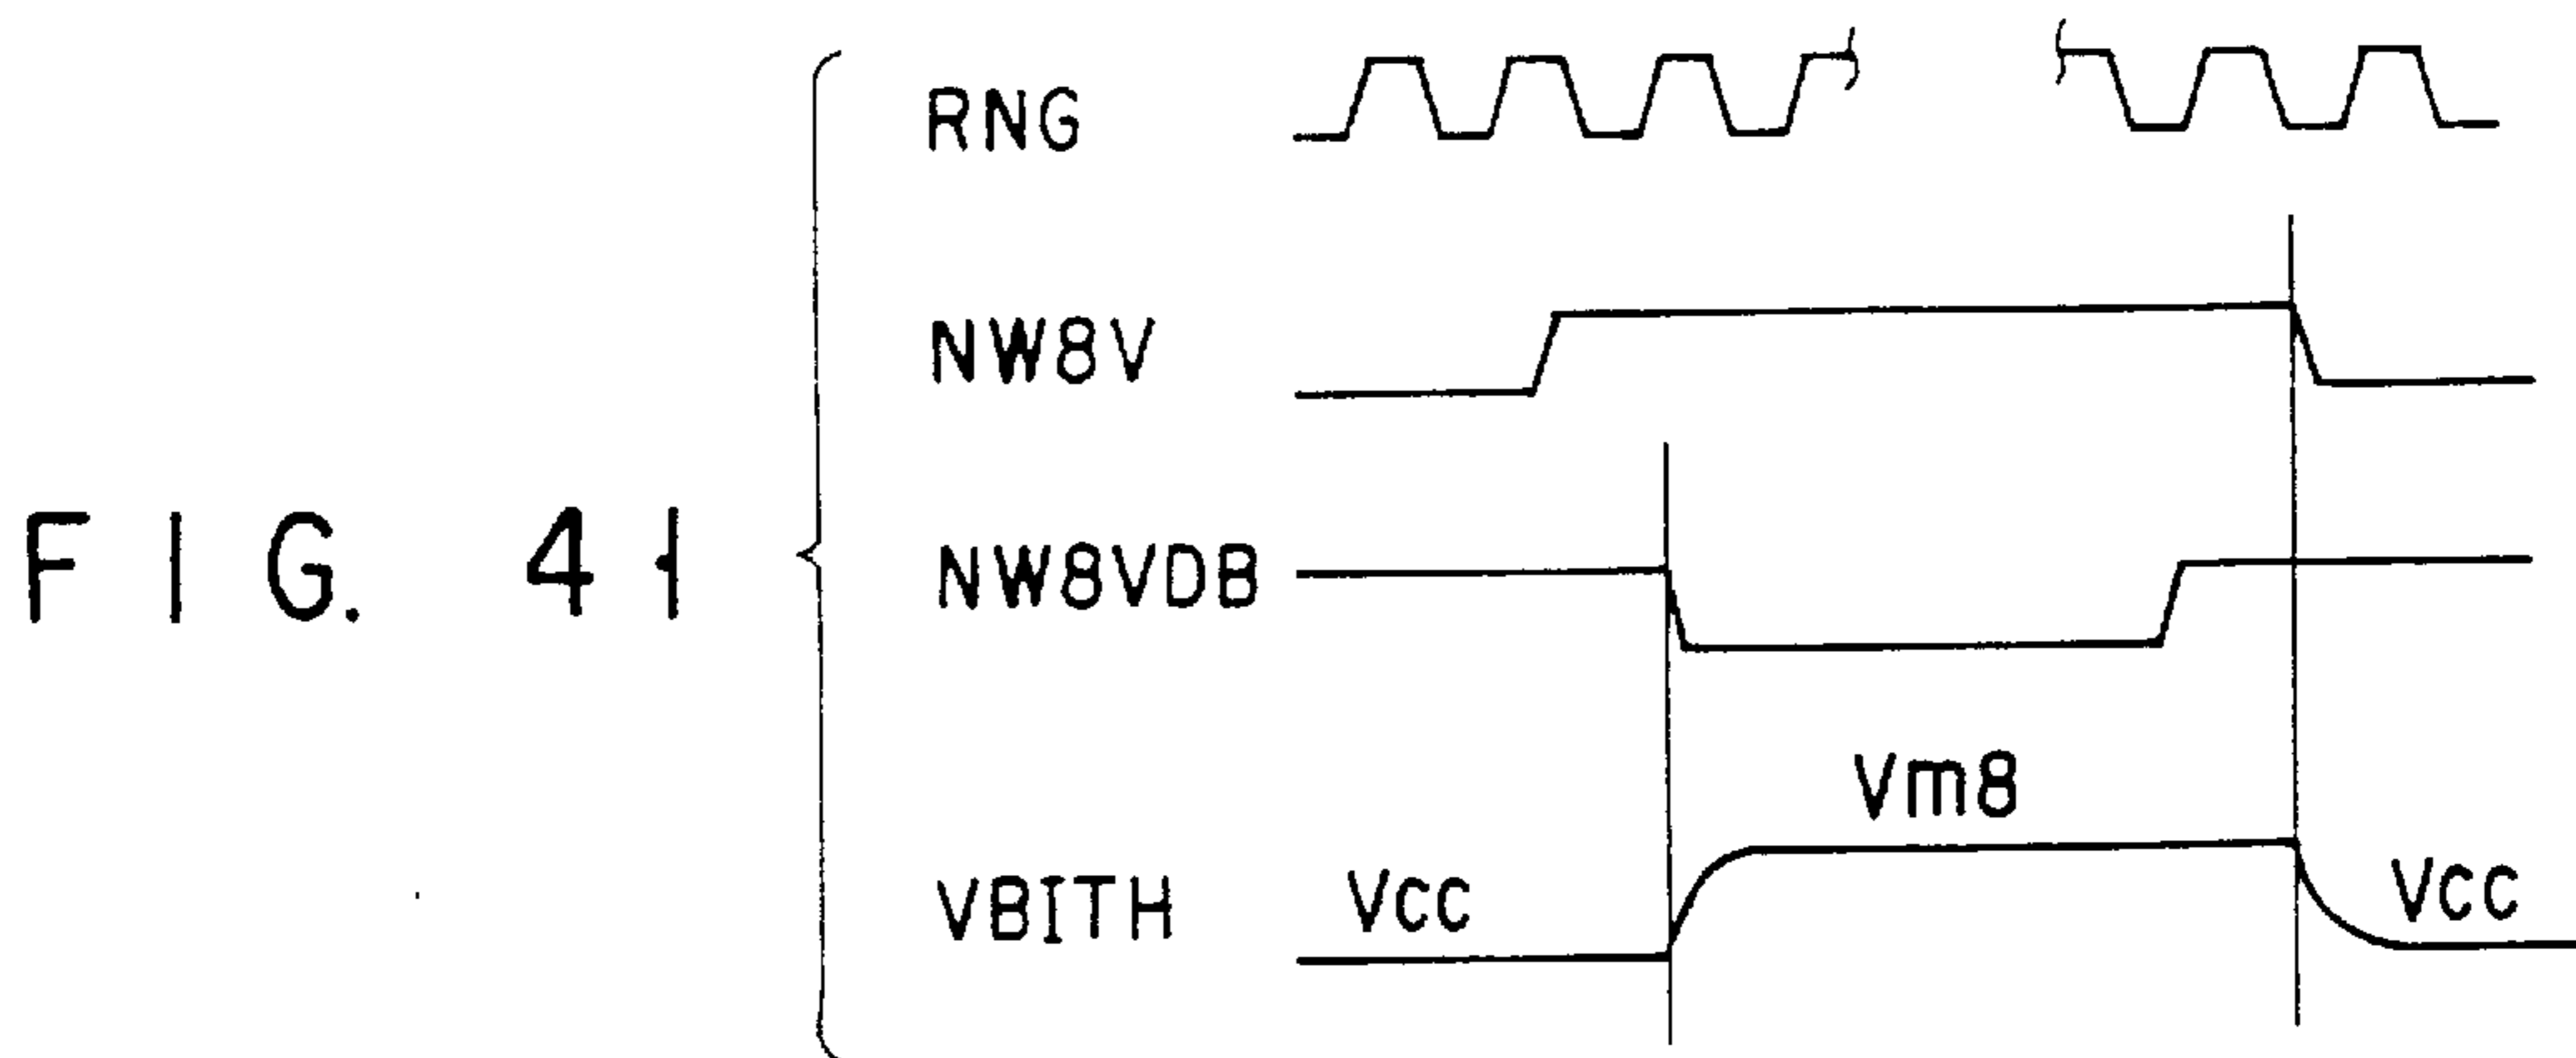 FIG. 41
RNG
NW8V
NW8VDB
Vm8
VBITH Vcc Vcc